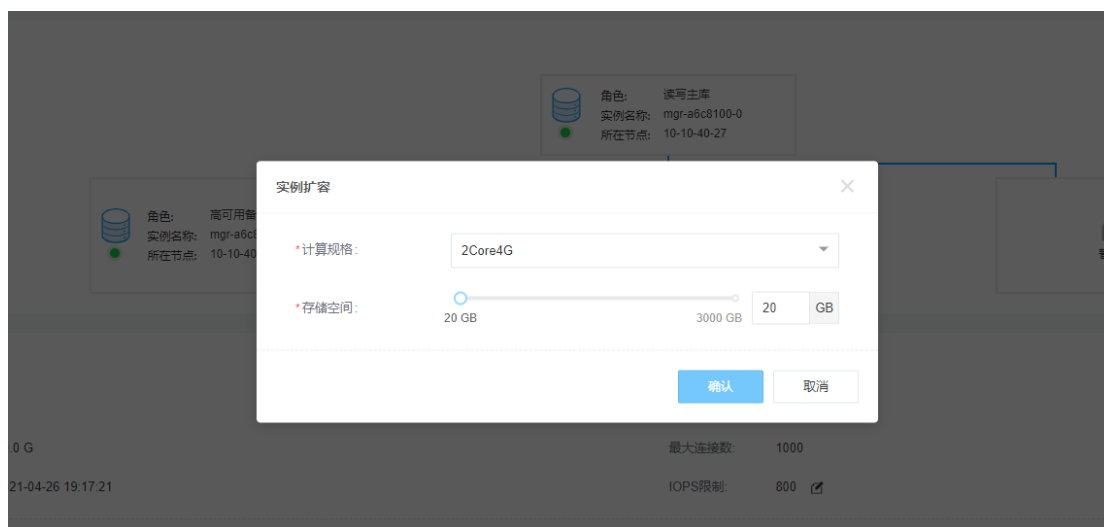 角色: 读写主库
实例名称: mgr-a6c8100-0
所在节点: 10-10-40-27
角色: 高可用备
实例名称: mgr-a6c8
所在节点: 10-10-40
实例扩容
*计算规格: 2Core4G
*存储空间: 20 GB 3000 GB 20 GB
确认 取消
.0 G 最大连接数: 1000
21-04-26 19:17:21 IOPS限制: 800